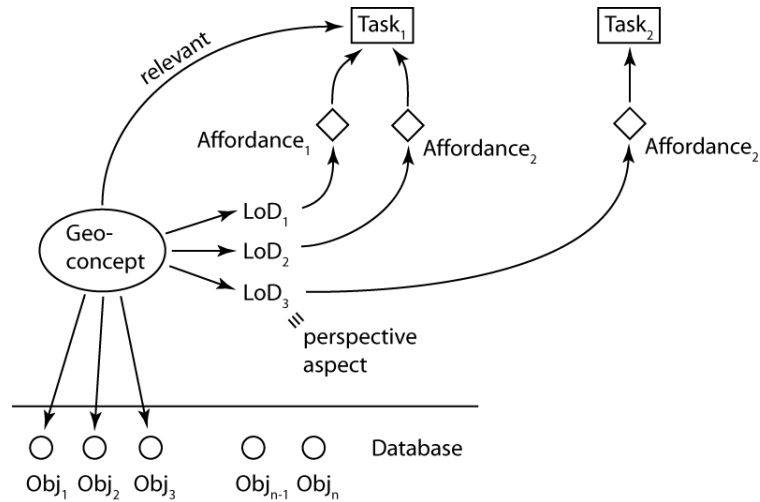 Task₁
Task₂
relevant
Affordance₁
Affordance₂
Affordance₂
Geo-
concept
LoD₁
LoD₂
LoD₃
≡
perspective
aspect
Database
Obj₁ Obj₂ Obj₃ Objₙ₋₁ Objₙ